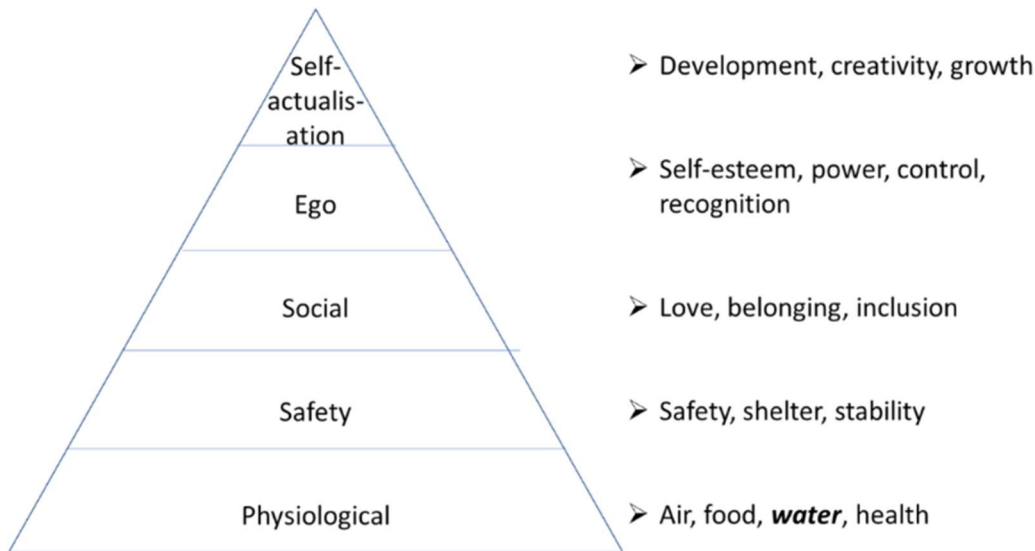 Self-
actualis-
ation
➢ Development, creativity, growth
Ego
➢ Self-esteem, power, control,
recognition
Social
➢ Love, belonging, inclusion
Safety
➢ Safety, shelter, stability
Physiological
➢ Air, food, water, health